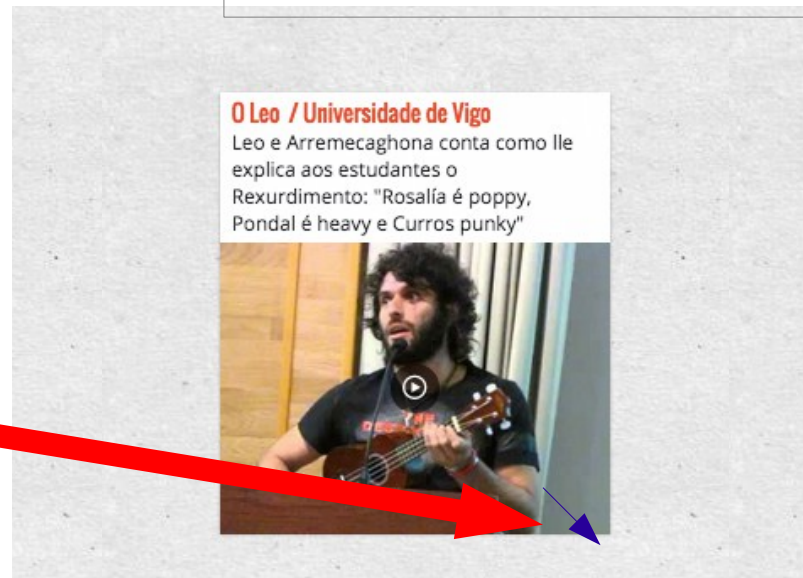 O Leo / Universidade de Vigo
Leo e Arremecaghona conta como lle
explica aos estudantes o
Rexurdimento: "Rosalía é poppy,
Pondal é heavy e Curros punky"